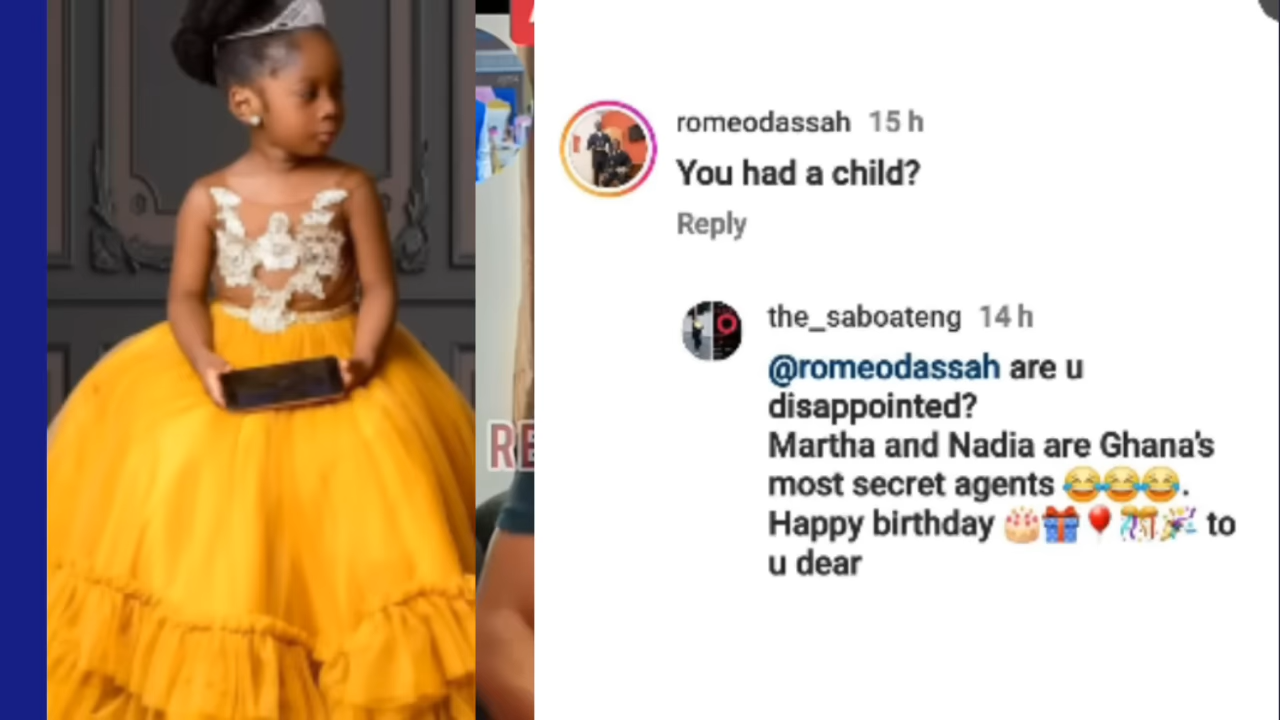 RE
romeodassah 15 h
You had a child?
Reply
the_saboateng 14 h
@romeodassah are u
disappointed?
Martha and Nadia are Ghana's
most secret agents 😂😂😂.
Happy birthday 🎂🎁🎈🎊🎉 to
u dear